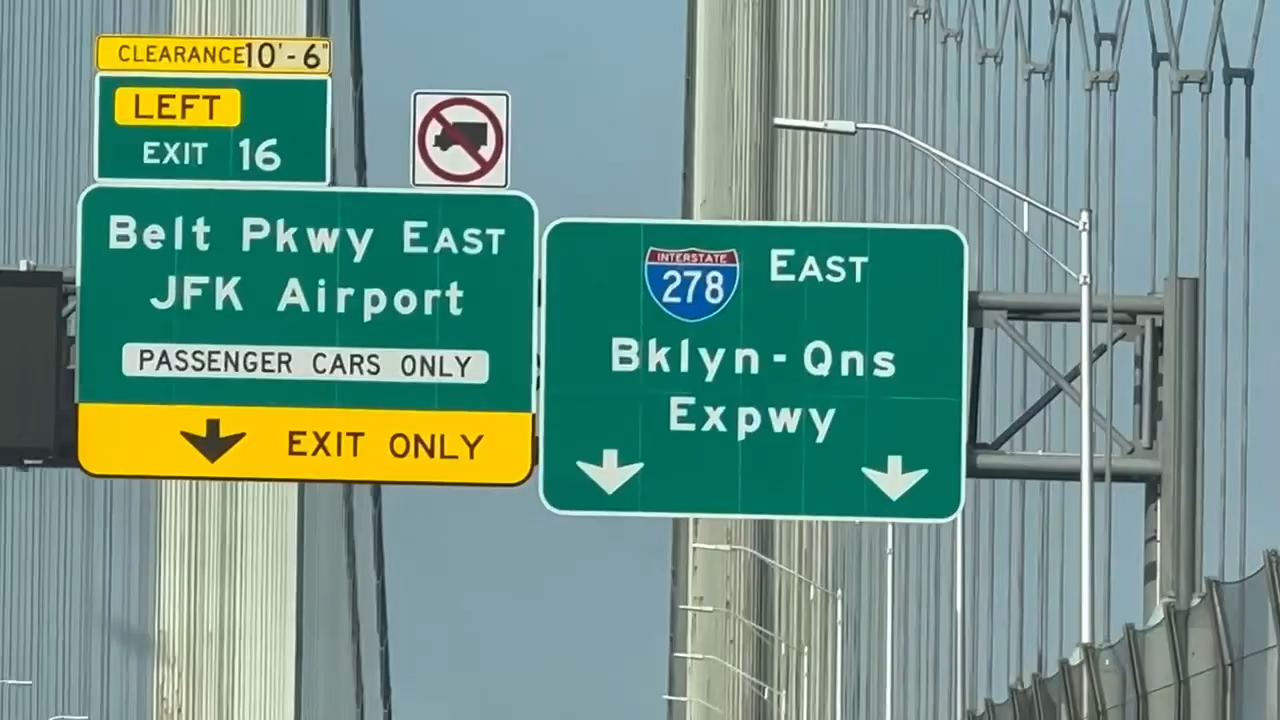 CLEARANCE 10'-6"
LEFT
EXIT 16
Belt Pkwy EAST
JFK Airport
PASSENGER CARS ONLY
EXIT ONLY
INTERSTATE
278
EAST
Bklyn-Qns
Expwy